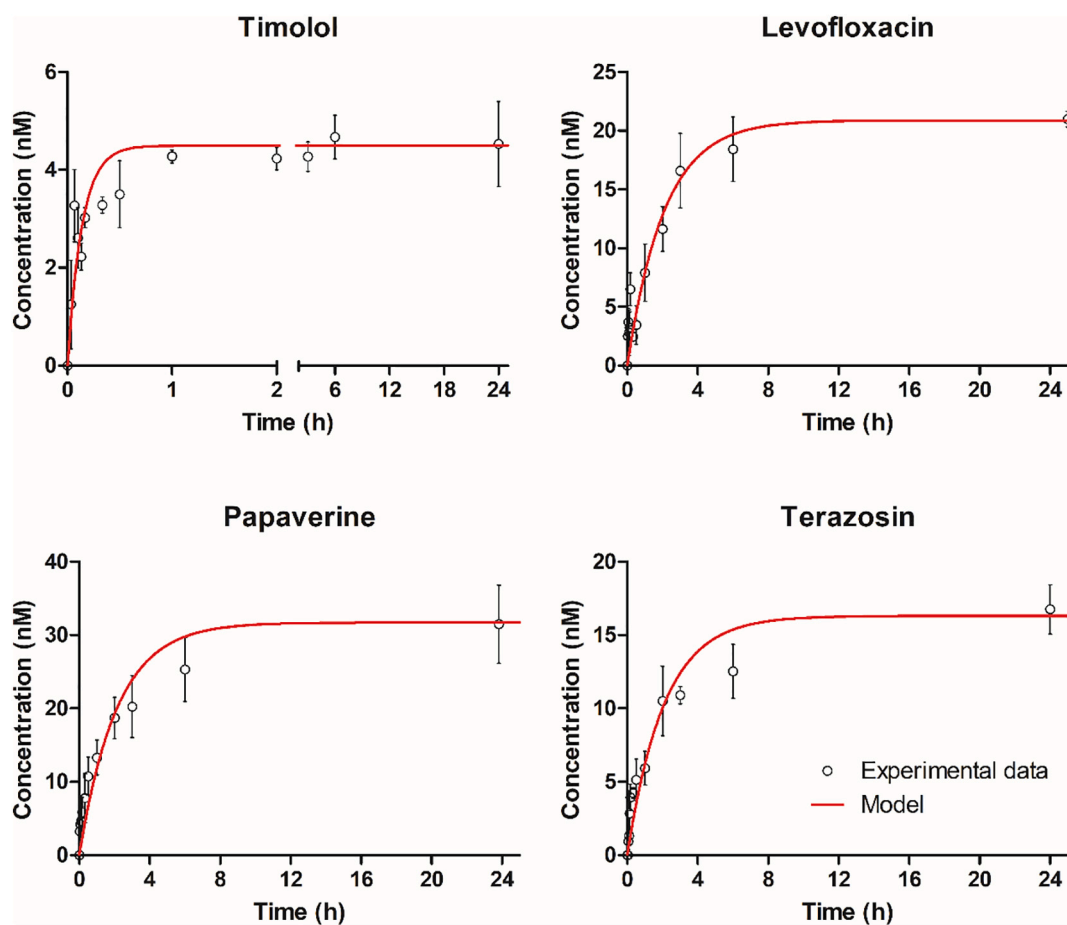 Timolol
Levofloxacin
Concentration (nM)
6
4
2
0
0 1 2 6 12 18 24
Time (h)
Concentration (nM)
25
20
15
10
5
0
0 4 8 12 16 20 24
Time (h)
Papaverine
Terazosin
Concentration (nM)
40
30
20
10
0
0 4 8 12 16 20 24
Time (h)
Concentration (nM)
20
15
10
5
0
0 4 8 12 16 20 24
Time (h)
Experimental data
Model